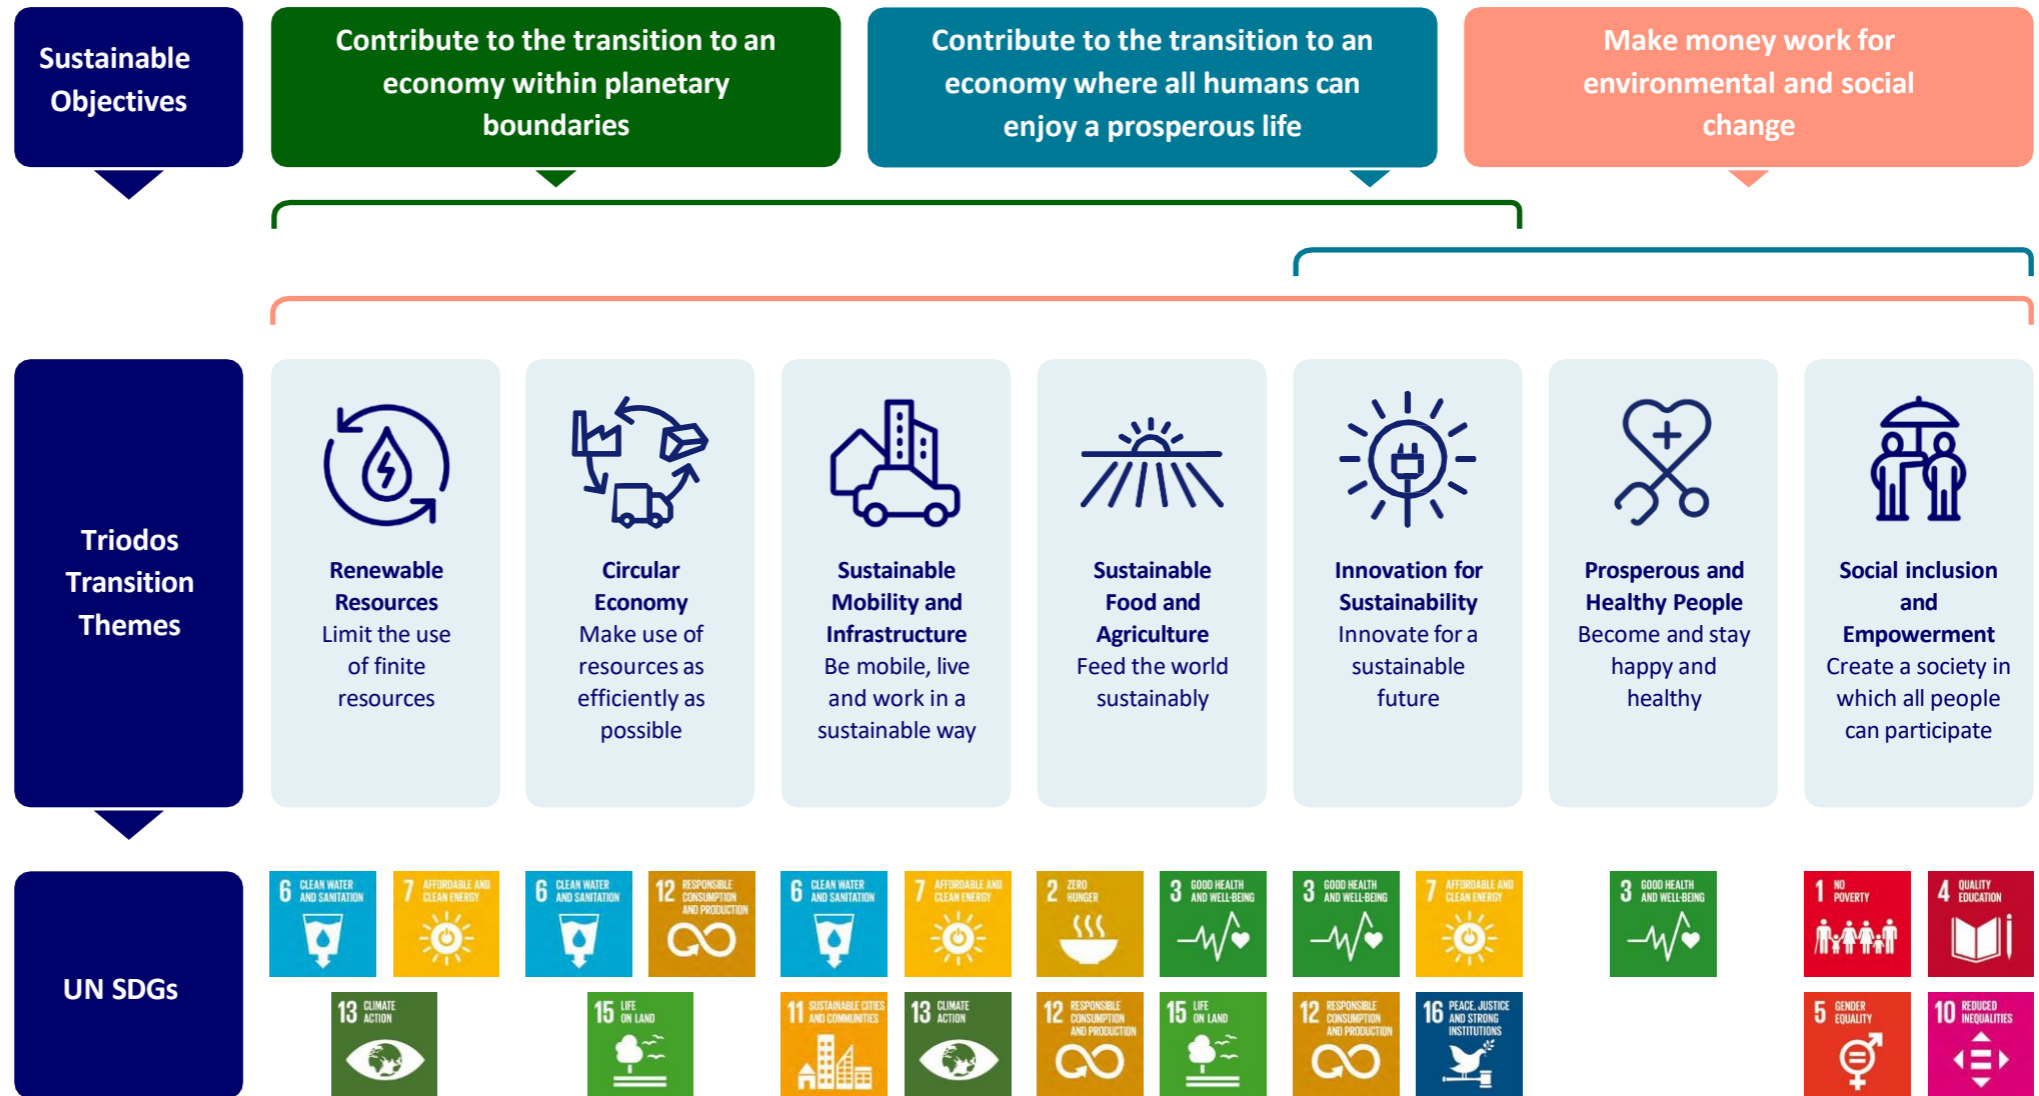 Sustainable
Objectives
Contribute to the transition to an
economy within planetary
boundaries
Contribute to the transition to an
economy where all humans can
enjoy a prosperous life
Make money work for
environmental and social
change
Triodos
Transition
Themes
Renewable
Resources
Limit the use
of finite
resources
Circular
Economy
Make use of
resources as
efficiently as
possible
Sustainable
Mobility and
Infrastructure
Be mobile, live
and work in a
sustainable way
Sustainable
Food and
Agriculture
Feed the world
sustainably
Innovation for
Sustainability
Innovate for a
sustainable
future
Prosperous and
Healthy People
Become and stay
happy and
healthy
Social inclusion
and
Empowerment
Create a society in
which all people
can participate
UN SDGs
6 CLEAN WATER
AND SANITATION
7 AFFORDABLE AND
CLEAN ENERGY
13 CLIMATE
ACTION
6 CLEAN WATER
AND SANITATION
12 RESPONSIBLE
CONSUMPTION
AND PRODUCTION
15 LIFE
ON LAND
6 CLEAN WATER
AND SANITATION
7 AFFORDABLE AND
CLEAN ENERGY
11 SUSTAINABLE CITIES
AND COMMUNITIES
13 CLIMATE
ACTION
2 ZERO
HUNGER
3 GOOD HEALTH
AND WELL-BEING
12 RESPONSIBLE
CONSUMPTION
AND PRODUCTION
15 LIFE
ON LAND
3 GOOD HEALTH
AND WELL-BEING
7 AFFORDABLE AND
CLEAN ENERGY
12 RESPONSIBLE
CONSUMPTION
AND PRODUCTION
16 PEACE, JUSTICE
AND STRONG
INSTITUTIONS
3 GOOD HEALTH
AND WELL-BEING
1 NO
POVERTY
4 QUALITY
EDUCATION
5 GENDER
EQUALITY
10 REDUCED
INEQUALITIES